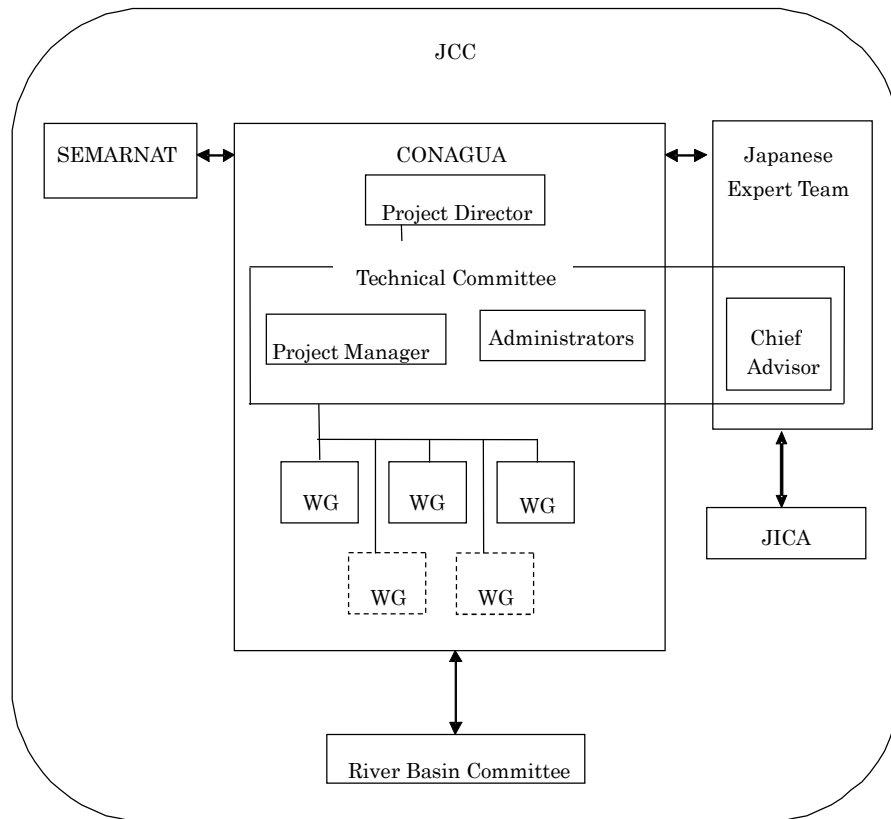 JCC
SEMARNAT
CONAGUA
Japanese
Expert Team
Project Director
Technical Committee
Project Manager
Administrators
Chief
Advisor
WG
WG
WG
WG
WG
JICA
River Basin Committee